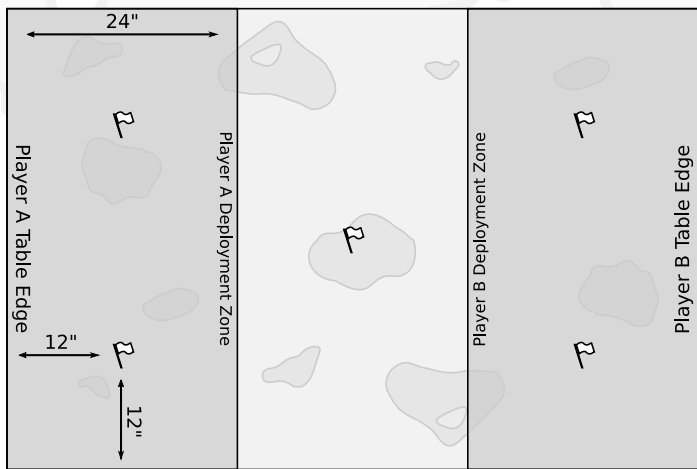 24"
Player A Table Edge
Player A Deployment Zone
Player B Deployment Zone
Player B Table Edge
12"
12"